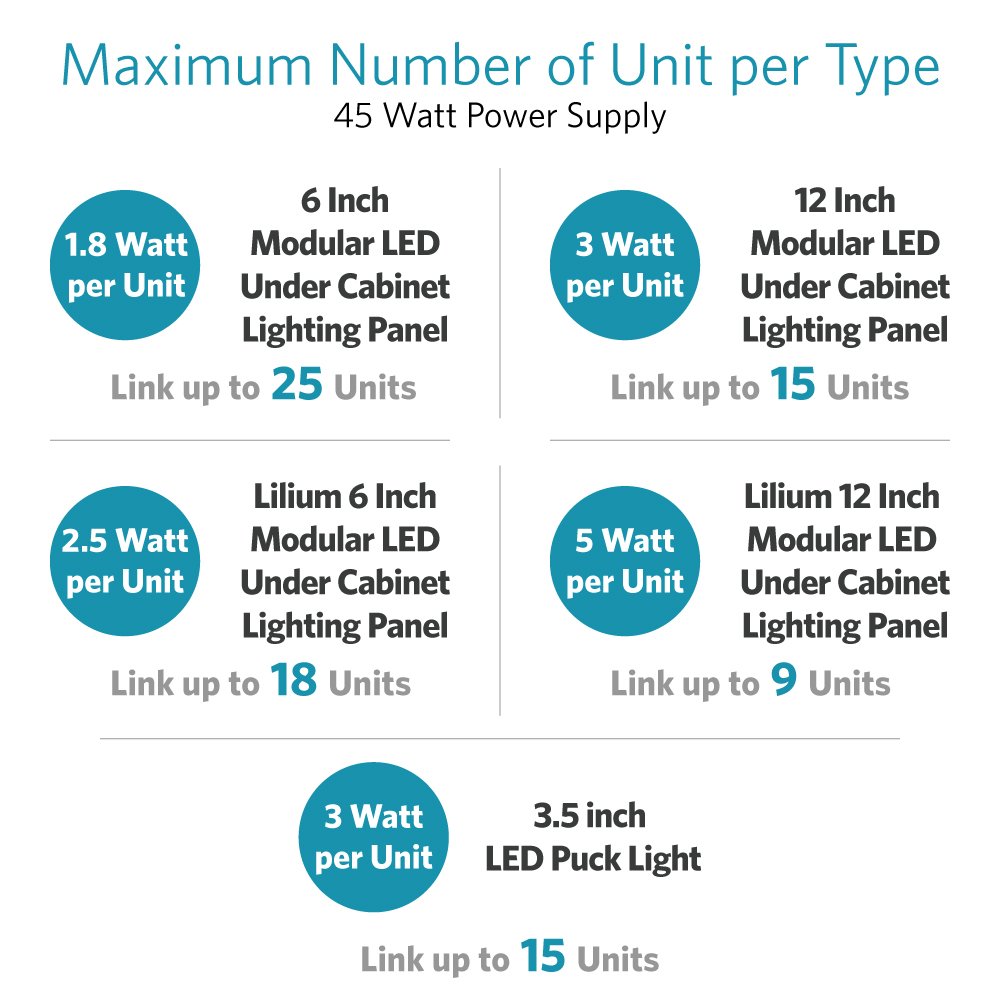 Maximum Number of Unit per Type
45 Watt Power Supply
1.8 Watt
per Unit
6 Inch
Modular LED
Under Cabinet
Lighting Panel
Link up to 25 Units
3 Watt
per Unit
12 Inch
Modular LED
Under Cabinet
Lighting Panel
Link up to 15 Units
2.5 Watt
per Unit
Lilium 6 Inch
Modular LED
Under Cabinet
Lighting Panel
Link up to 18 Units
5 Watt
per Unit
Lilium 12 Inch
Modular LED
Under Cabinet
Lighting Panel
Link up to 9 Units
3 Watt
per Unit
3.5 inch
LED Puck Light
Link up to 15 Units